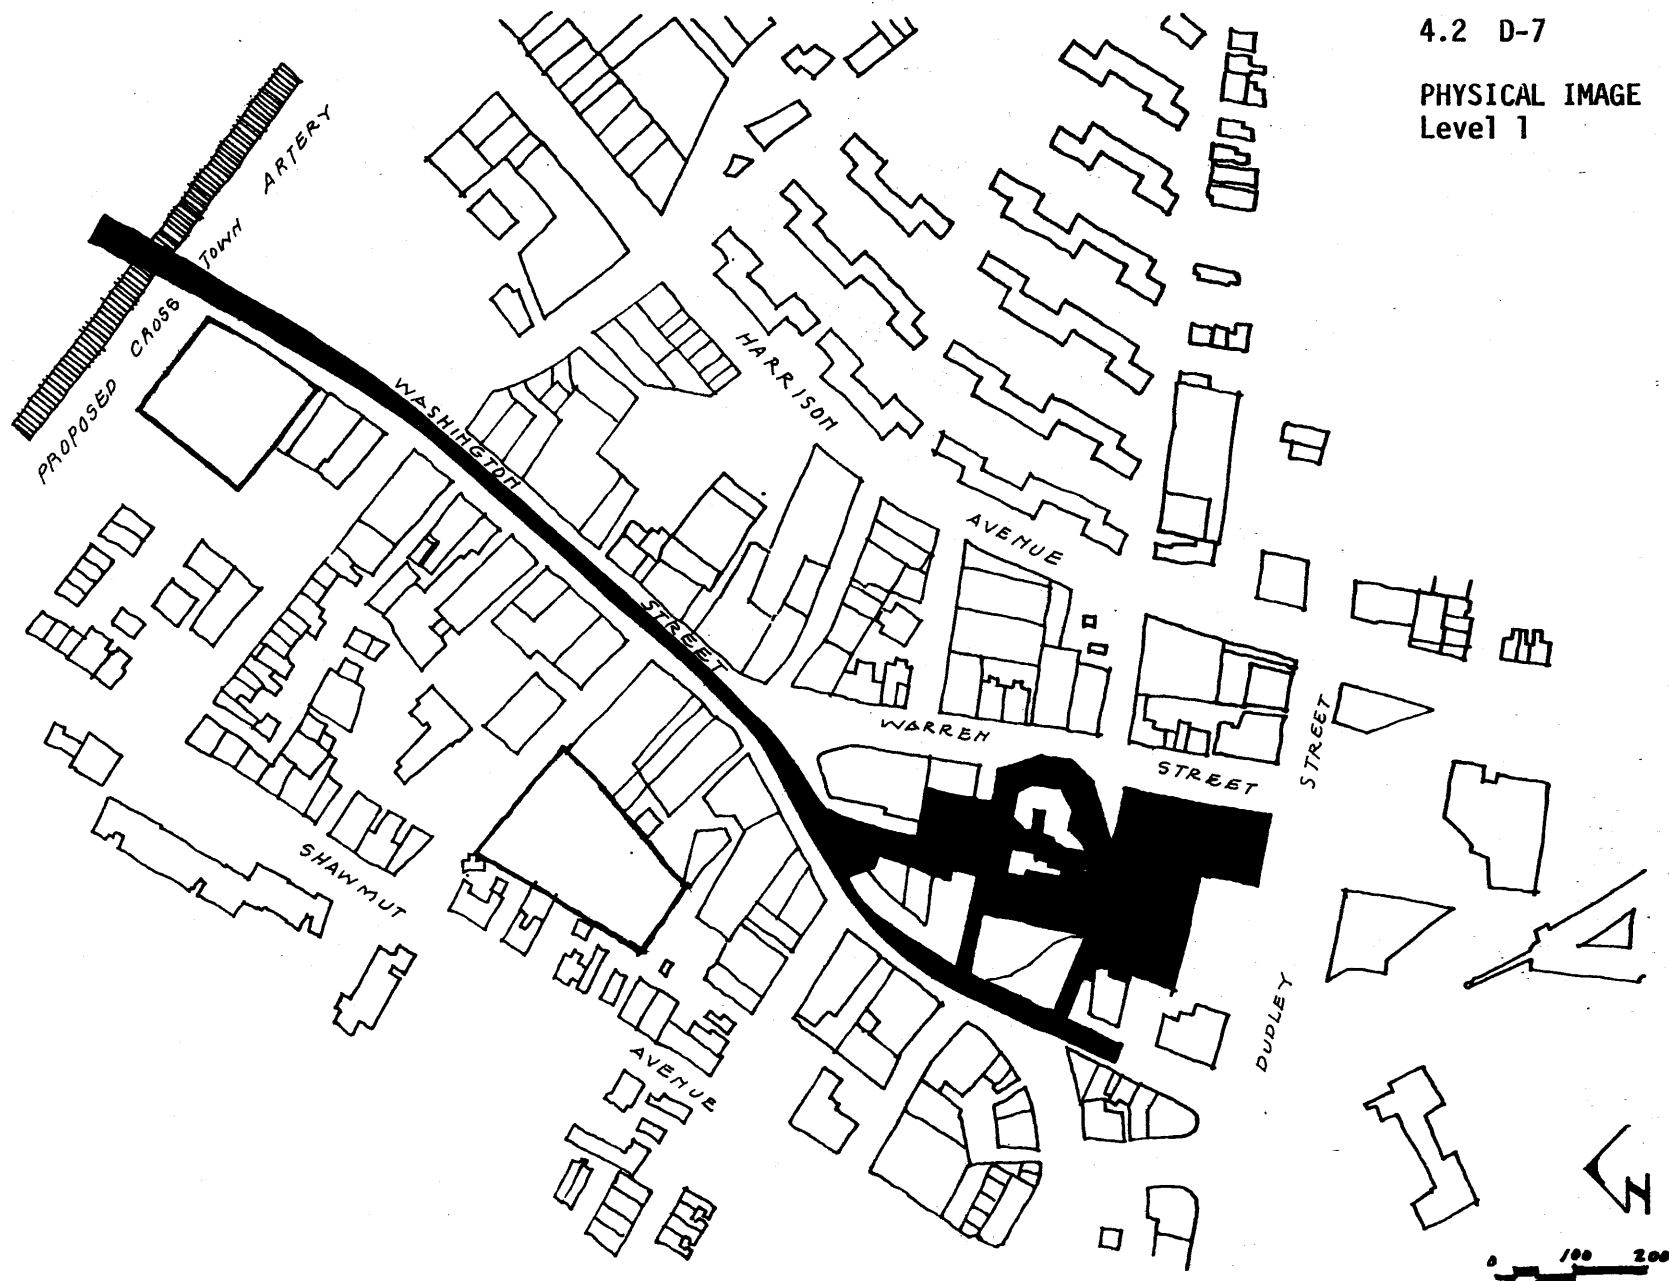 4.2 D-7
PHYSICAL IMAGE
Level 1
PROPOSED CROSS TOWN ARTERY
WASHINGTON STREET
HARRISON AVENUE
WARREN STREET
DUDLEY STREET
SHAWMUT AVENUE
N
0 100 200